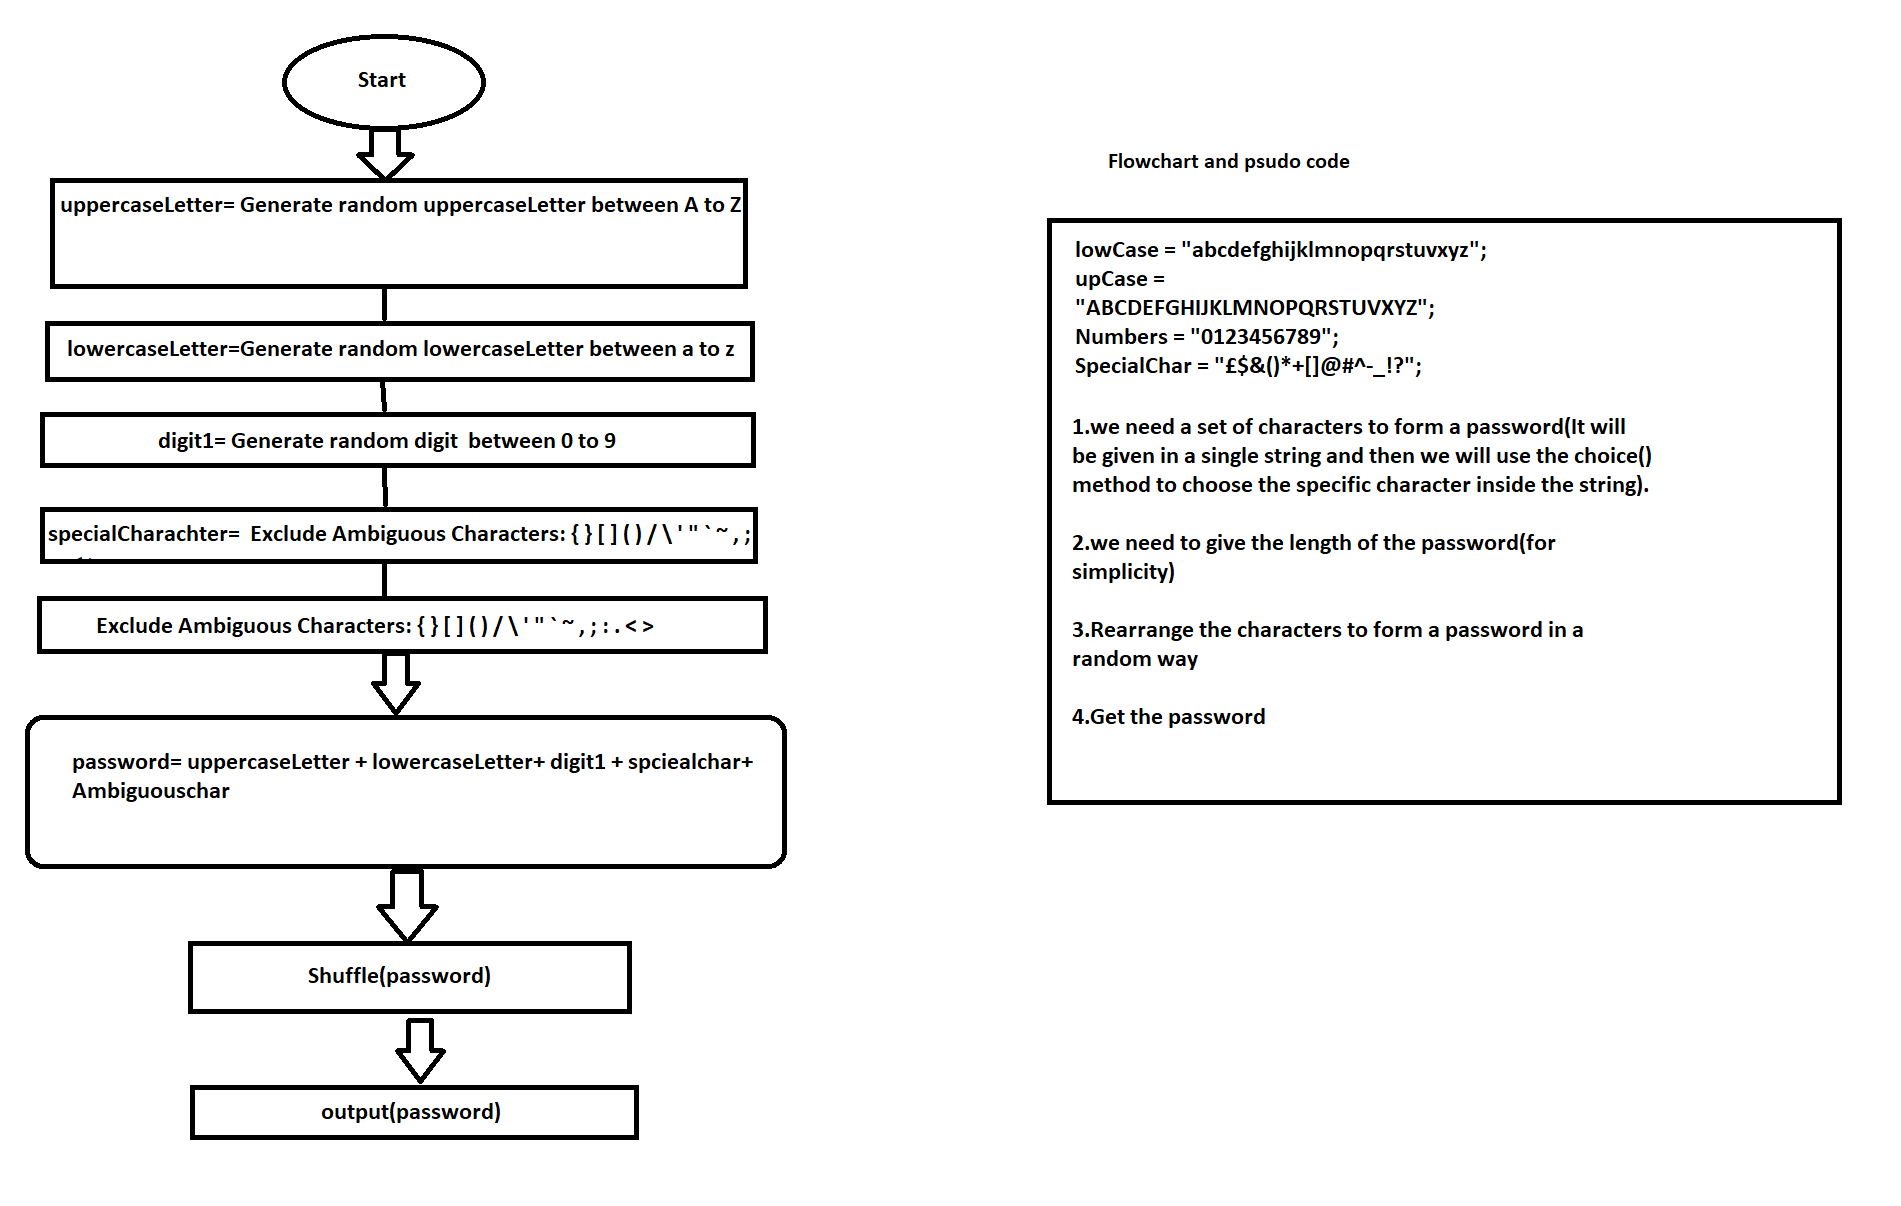 Start
uppercaseLetter= Generate random uppercaseLetter between A to Z
lowercaseLetter=Generate random lowercaseLetter between a to z
digit1= Generate random digit  between 0 to 9
specialCharachter=  Exclude Ambiguous Characters: { } [ ] ( ) / \ ' " ` ~ , ;
Exclude Ambiguous Characters: { } [ ] ( ) / \ ' " ` ~ , ; : . < >
password= uppercaseLetter + lowercaseLetter+ digit1 + spciealchar+
Ambiguouschar
Shuffle(password)
output(password)
Flowchart and psudo code
lowCase = "abcdefghijklmnopqrstuvxyz";
upCase =
"ABCDEFGHIJKLMNOPQRSTUVXYZ";
Numbers = "0123456789";
SpecialChar = "£$&()*+[]@#^-_!?";
1.we need a set of characters to form a password(It will
be given in a single string and then we will use the choice()
method to choose the specific character inside the string).
2.we need to give the length of the password(for
simplicity)
3.Rearrange the characters to form a password in a
random way
4.Get the password